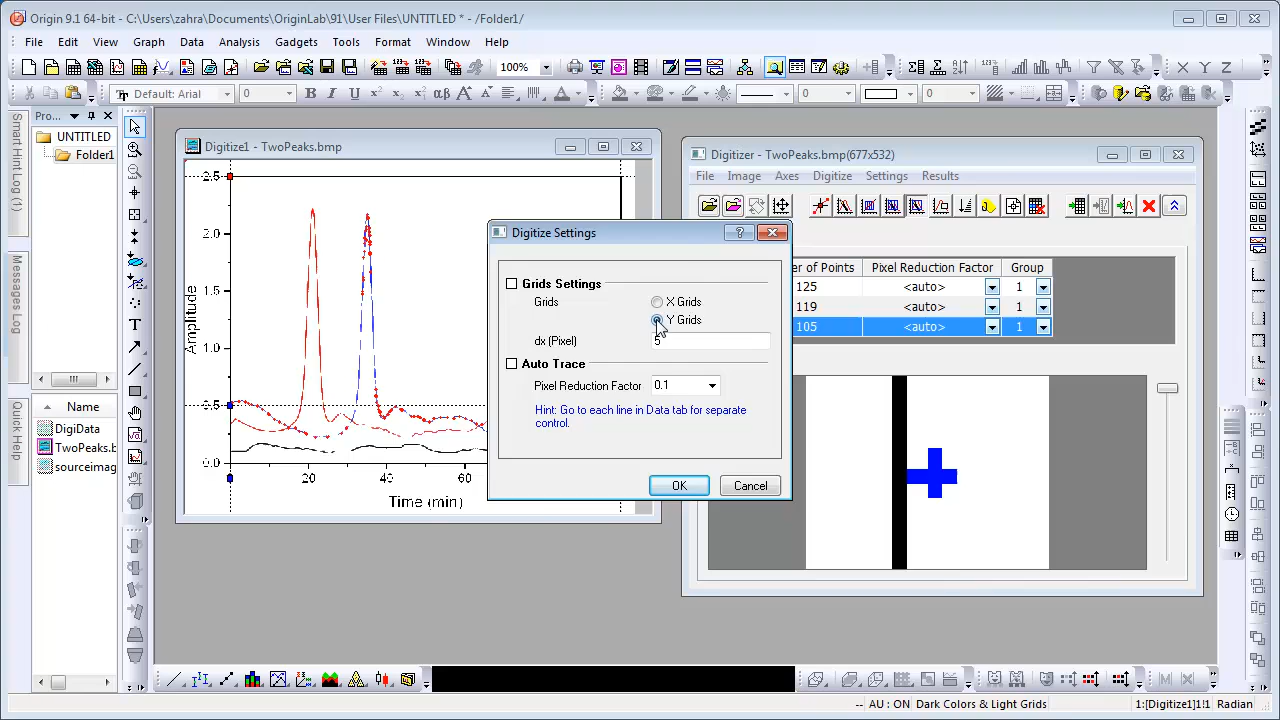 Origin 9.1 64-bit - C:\Users\zahra\Documents\OriginLab\91\User Files\UNTITLED * - /Folder1/
File Edit View Graph Data Analysis Gadgets Tools Format Window Help
100%
Default: Arial 0 B I U 0 0
Pro...
UNTITLED
Folder1
Name
DigiData
TwoPeaks.b
sourceimag
Smart Hint Log (1)
Messages Log
Quick Help
Digitize1 - TwoPeaks.bmp
2.5
2.0
1.5
1.0
0.5
0.0
Amplitude
20 40 60
Time (min)
Digitizer - TwoPeaks.bmp(677x532)
File Image Axes Digitize Settings Results
er of Points Pixel Reduction Factor Group
125 <auto> 1
119 <auto> 1
105 <auto> 1
Digitize Settings
Grids Settings
Grids X Grids
Y Grids
dx (Pixel) 5
Auto Trace
Pixel Reduction Factor 0.1
Hint: Go to each line in Data tab for separate
control.
OK Cancel
X Y Z
-- AU : ON Dark Colors & Light Grids 1:[Digitize1]1!1 Radian